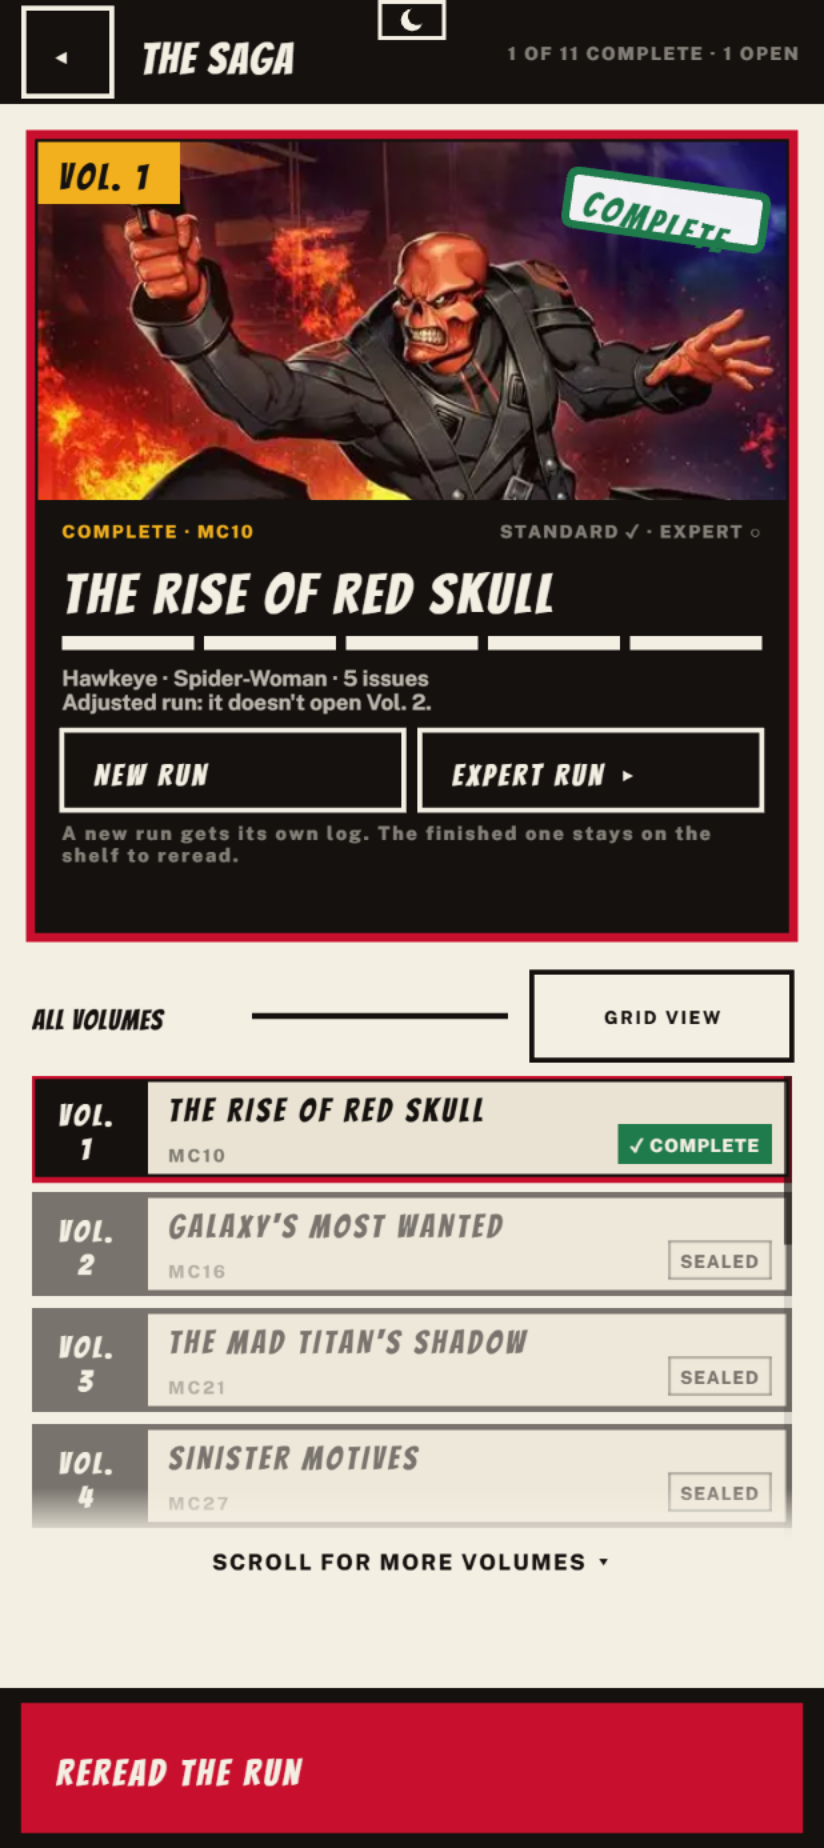 ◂ THE SAGA
1 OF 11 COMPLETE · 1 OPEN
VOL. 1
COMPLETE
COMPLETE · MC10
STANDARD ✓ · EXPERT ○
THE RISE OF RED SKULL
Hawkeye · Spider-Woman · 5 issues
Adjusted run: it doesn't open Vol. 2.
NEW RUN
EXPERT RUN ▸
A new run gets its own log. The finished one stays on the
shelf to reread.
ALL VOLUMES
GRID VIEW
VOL.
1
THE RISE OF RED SKULL
MC10
✓ COMPLETE
VOL.
2
GALAXY'S MOST WANTED
MC16
SEALED
VOL.
3
THE MAD TITAN'S SHADOW
MC21
SEALED
VOL.
4
SINISTER MOTIVES
MC27
SEALED
SCROLL FOR MORE VOLUMES ▾
REREAD THE RUN